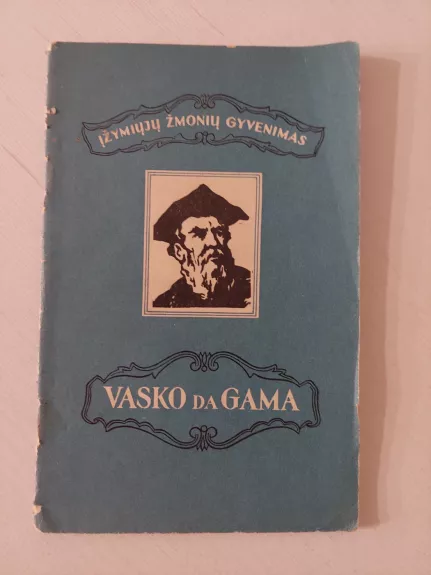 ĮŽYMIŲJŲ ŽMONIŲ GYVENIMAS
VASKO DA GAMA